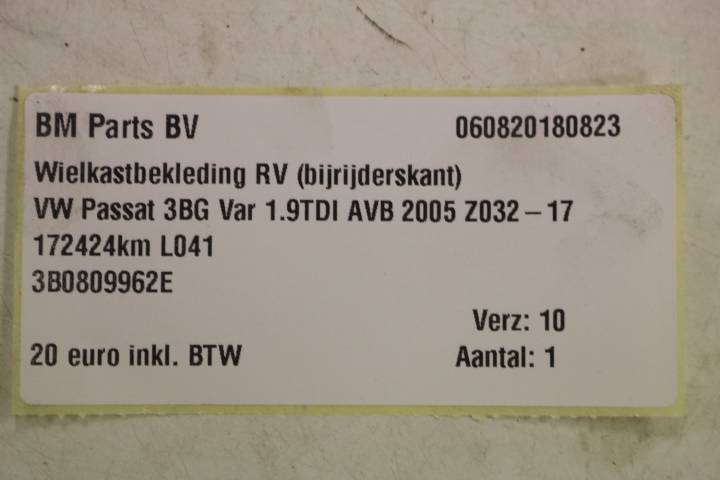 BM Parts BV 060820180823
Wielkastbekleding RV (bijrijderskant)
VW Passat 3BG Var 1.9TDI AVB 2005 Z032 – 17
172424km L041
3B0809962E
Verz: 10
20 euro inkl. BTW Aantal: 1